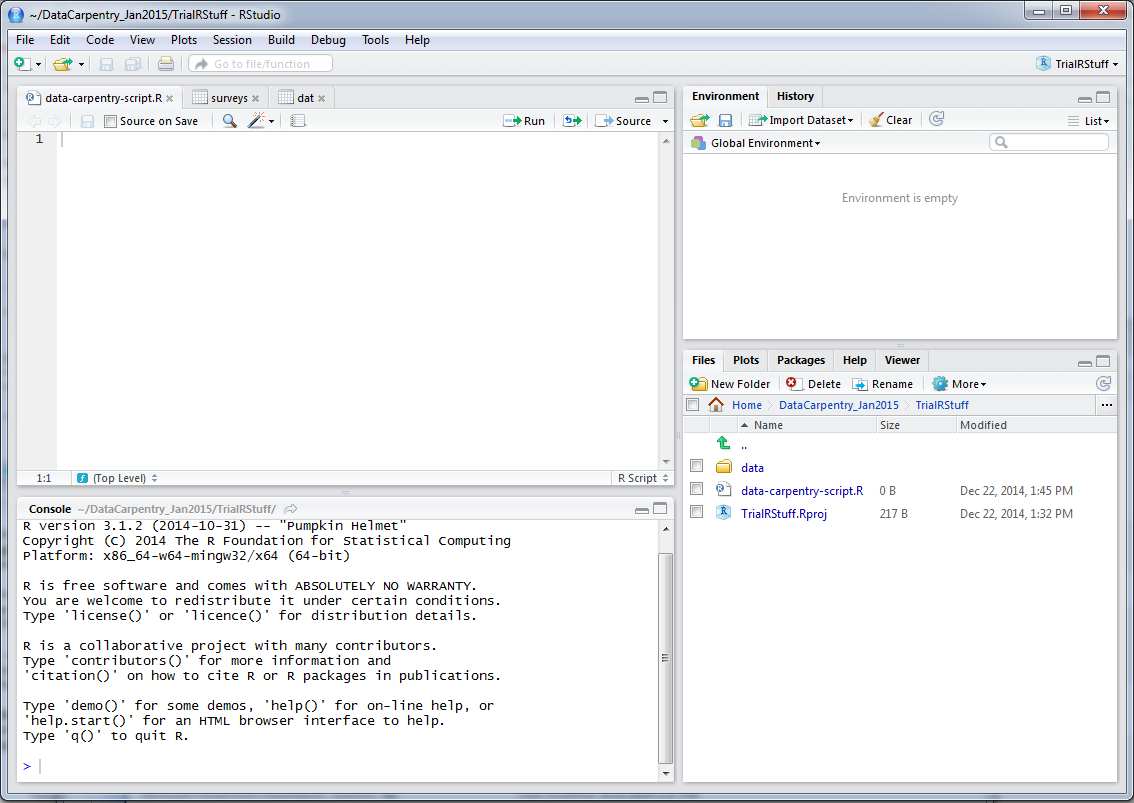 ~/DataCarpentry_Jan2015/TrialRStuff - RStudio
File Edit Code View Plots Session Build Debug Tools Help
Go to file/function TrialRStuff
data-carpentry-script.R surveys dat
Source on Save Run Source
1
1:1 (Top Level) R Script
Console ~/DataCarpentry_Jan2015/TrialRStuff/
R version 3.1.2 (2014-10-31) -- "Pumpkin Helmet"
Copyright (C) 2014 The R Foundation for Statistical Computing
Platform: x86_64-w64-mingw32/x64 (64-bit)
R is free software and comes with ABSOLUTELY NO WARRANTY.
You are welcome to redistribute it under certain conditions.
Type 'license()' or 'licence()' for distribution details.
R is a collaborative project with many contributors.
Type 'contributors()' for more information and
'citation()' on how to cite R or R packages in publications.
Type 'demo()' for some demos, 'help()' for on-line help, or
'help.start()' for an HTML browser interface to help.
Type 'q()' to quit R.
>
Environment History
Import Dataset Clear List
Global Environment
Environment is empty
Files Plots Packages Help Viewer
New Folder Delete Rename More
Home DataCarpentry_Jan2015 TrialRStuff ...
Name Size Modified
..
data
data-carpentry-script.R 0 B Dec 22, 2014, 1:45 PM
TrialRStuff.Rproj 217 B Dec 22, 2014, 1:32 PM